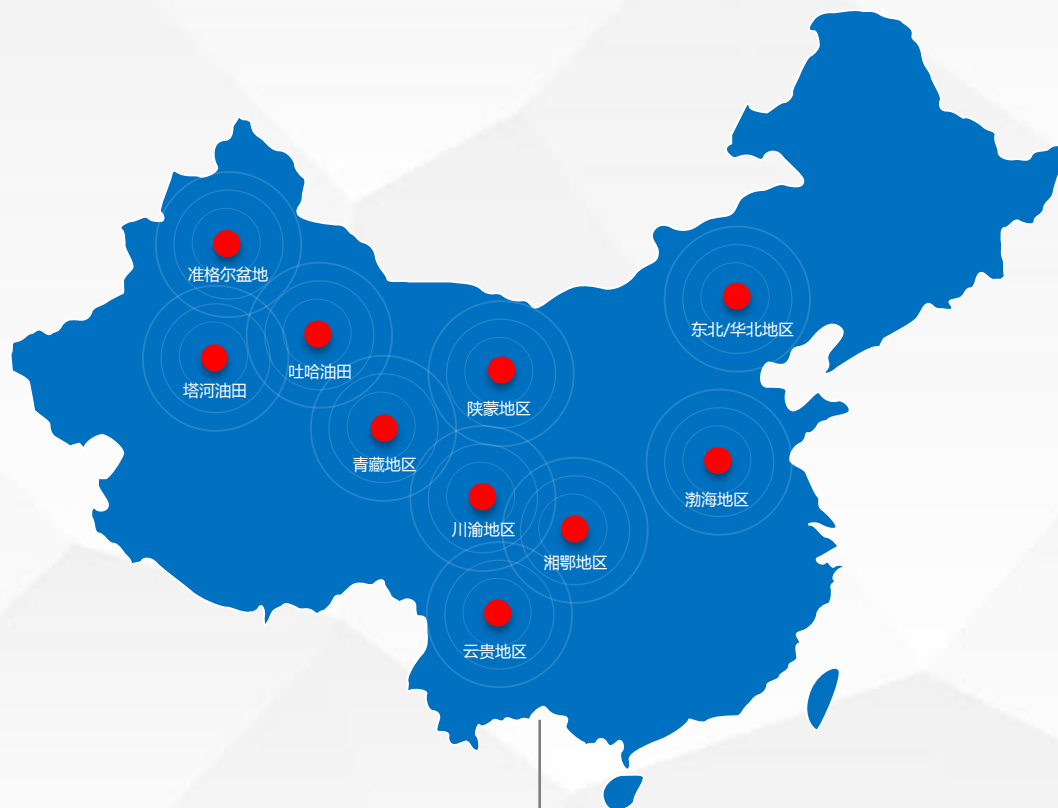 准格尔盆地
东北/华北地区
吐哈油田
塔河油田
陕蒙地区
青藏地区
渤海地区
川渝地区
湘鄂地区
云贵地区